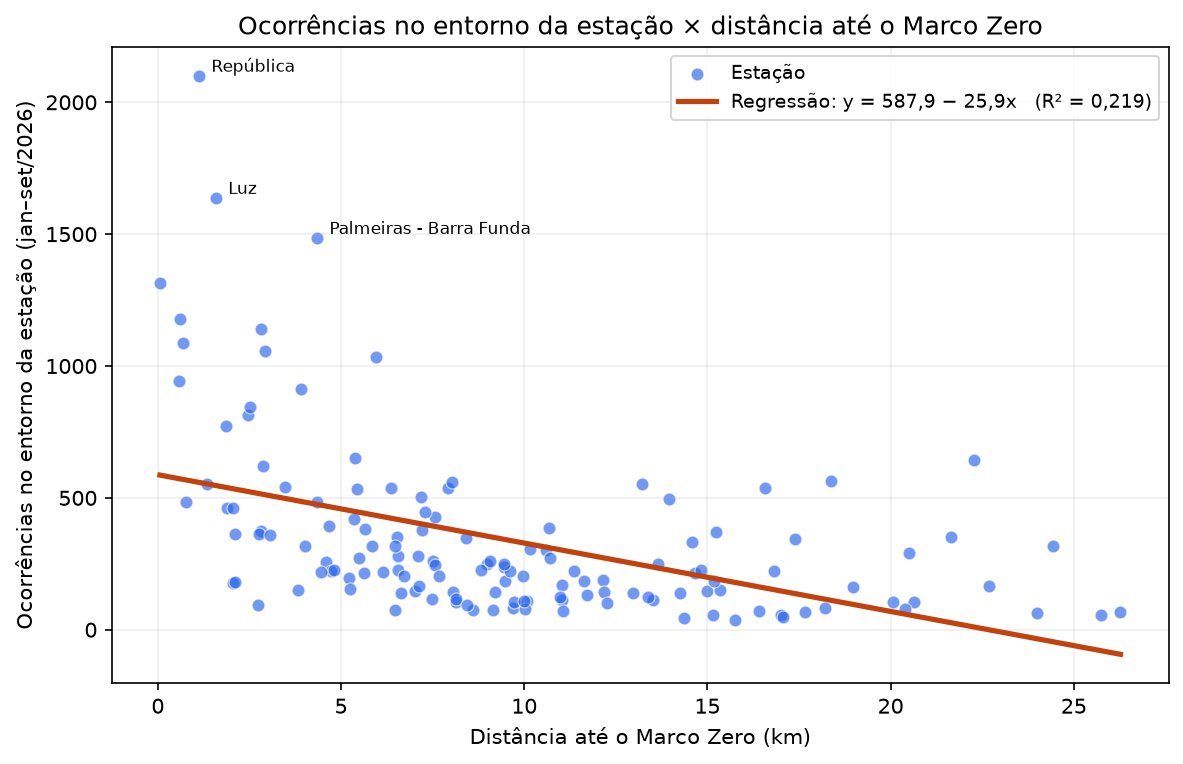 Ocorrências no entorno da estação × distância até o Marco Zero
Estação
Regressão: y = 587,9 − 25,9x (R² = 0,219)
República
Luz
Palmeiras - Barra Funda
Ocorrências no entorno da estação (jan–set/2026)
2000
1500
1000
500
0
0 5 10 15 20 25
Distância até o Marco Zero (km)